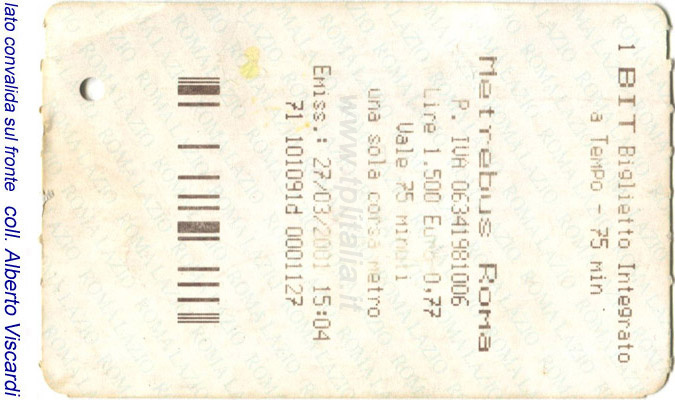 1 BIT Biglietto Integrato
a Tempo - 75 min
Metrebus Roma
P. IVA 06341981006
Lire 1.500 Euro 0,77
Vale 75 minuti
una sola corsa metro
www.tplitalia.it
Emiss.: 27/03/2001 15:04
71 101091d 0001127
lato convalida sul fronte coll. Alberto Viscardi